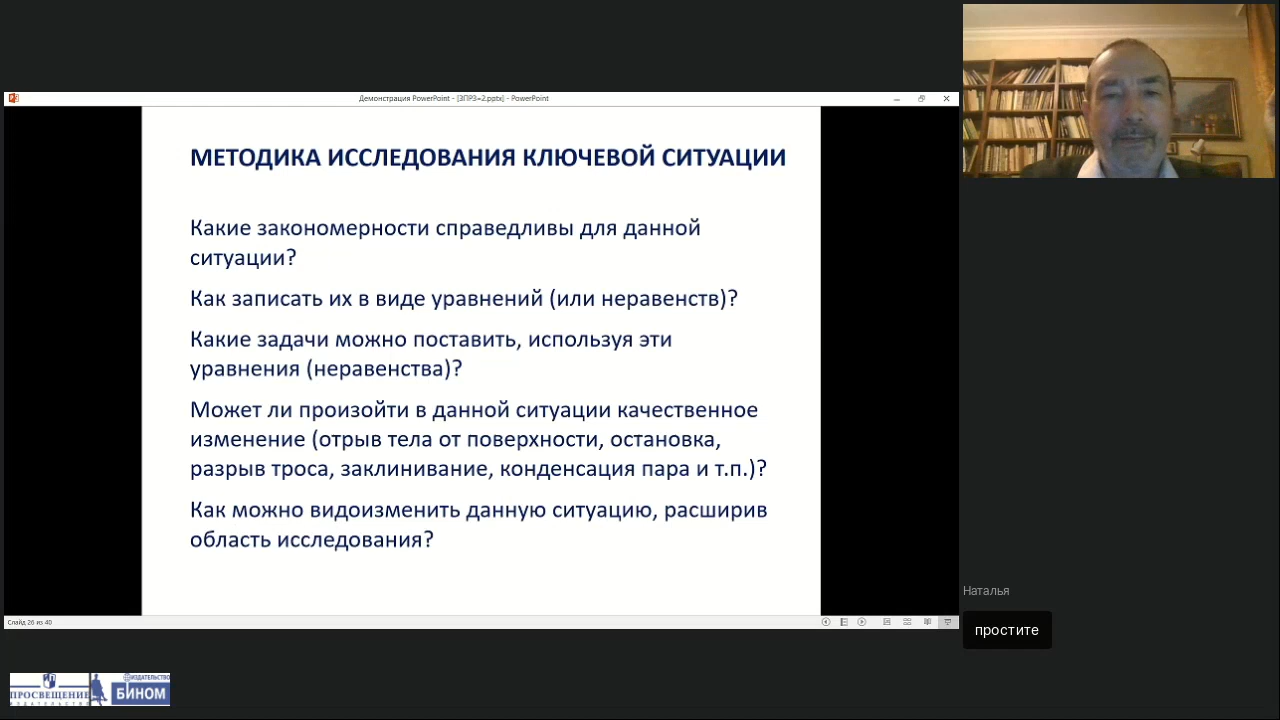 Демонстрация PowerPoint - [ЗПРЗ=2.pptx] - PowerPoint
МЕТОДИКА ИССЛЕДОВАНИЯ КЛЮЧЕВОЙ СИТУАЦИИ
Какие закономерности справедливы для данной
ситуации?
Как записать их в виде уравнений (или неравенств)?
Какие задачи можно поставить, используя эти
уравнения (неравенства)?
Может ли произойти в данной ситуации качественное
изменение (отрыв тела от поверхности, остановка,
разрыв троса, заклинивание, конденсация пара и т.п.)?
Как можно видоизменить данную ситуацию, расширив
область исследования?
Слайд 26 из 40
Наталья
простите
ПРОСВЕЩЕНИЕ
ИЗДАТЕЛЬСТВО
ИЗДАТЕЛЬСТВО
БИНОМ